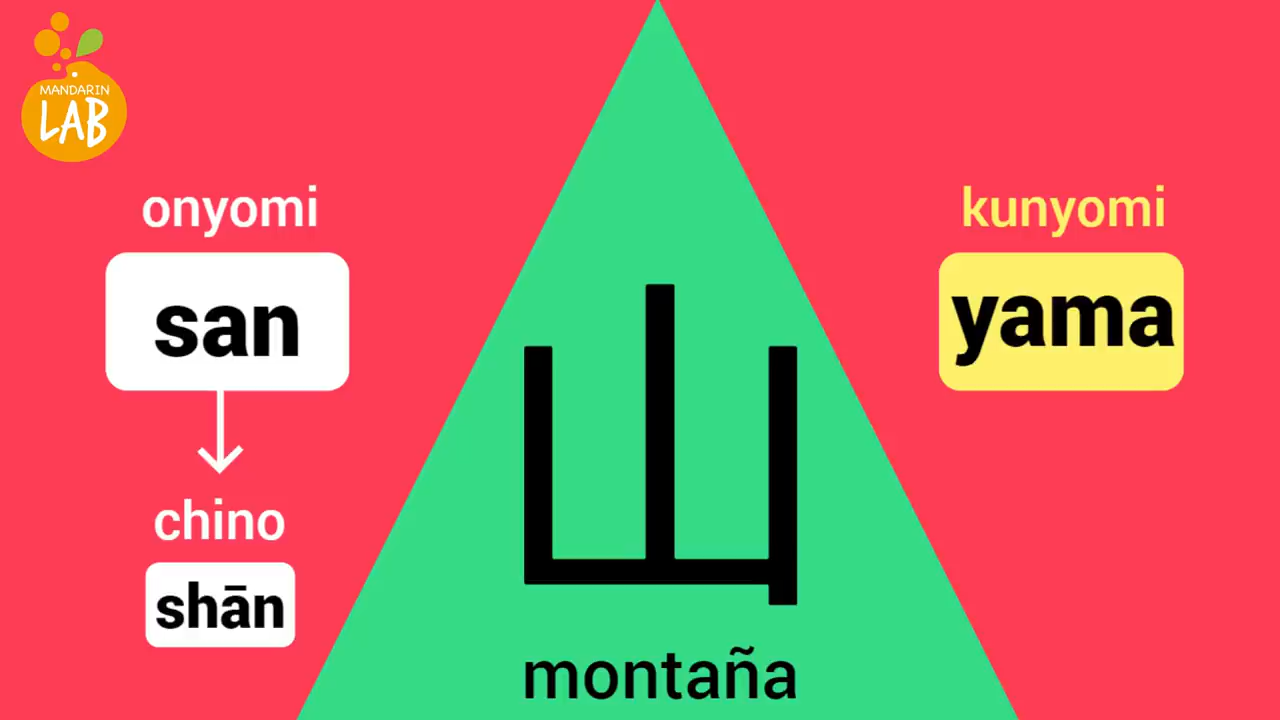 MANDARIN
LAB
onyomi
san
chino
shān
山
montaña
kunyomi
yama